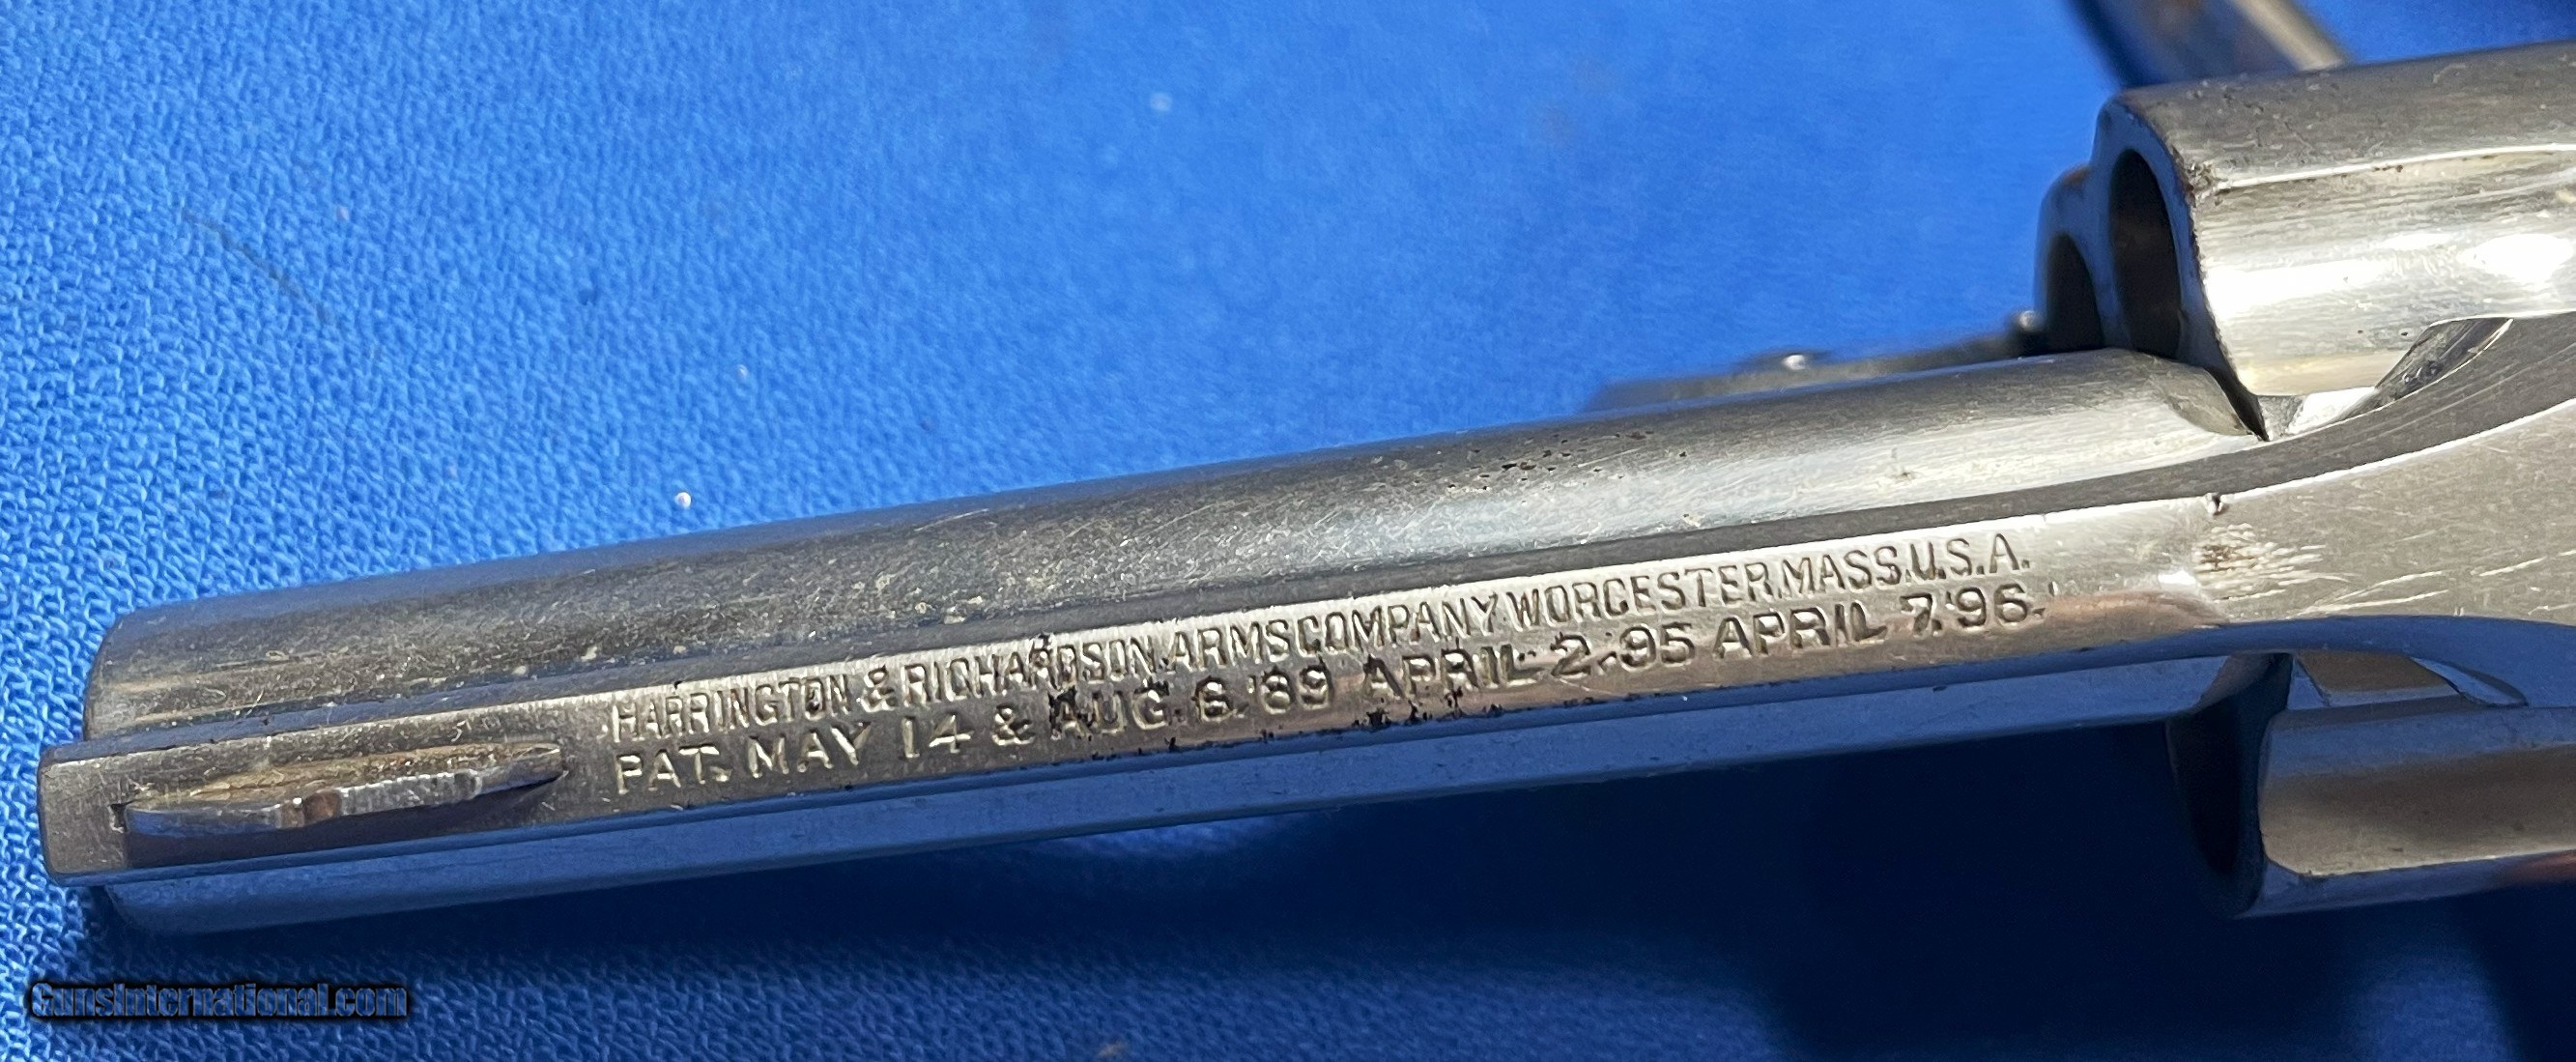 HARRINGTON & RICHARDSON ARMS COMPANY WORCESTER, MASS. U.S.A.
PAT. MAY 14 & AUG. 6. '89 APRIL 2. '95 APRIL 7. '96.
GunsInternational.com